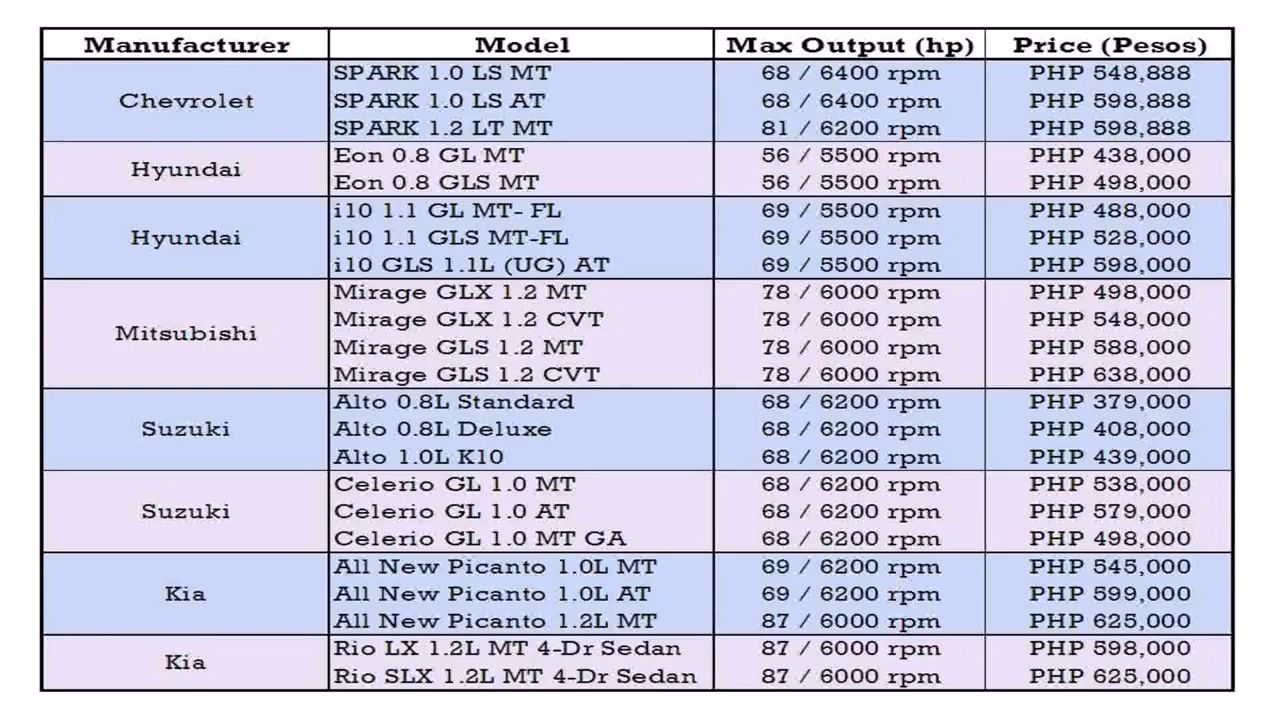 Manufacturer Model Max Output (hp) Price (Pesos)
Chevrolet
SPARK 1.0 LS MT 68 / 6400 rpm PHP 548,888
SPARK 1.0 LS AT 68 / 6400 rpm PHP 598,888
SPARK 1.2 LT MT 81 / 6200 rpm PHP 598,888
Hyundai
Eon 0.8 GL MT 56 / 5500 rpm PHP 438,000
Eon 0.8 GLS MT 56 / 5500 rpm PHP 498,000
Hyundai
i10 1.1 GL MT- FL 69 / 5500 rpm PHP 488,000
i10 1.1 GLS MT-FL 69 / 5500 rpm PHP 528,000
i10 GLS 1.1L (UG) AT 69 / 5500 rpm PHP 598,000
Mitsubishi
Mirage GLX 1.2 MT 78 / 6000 rpm PHP 498,000
Mirage GLX 1.2 CVT 78 / 6000 rpm PHP 548,000
Mirage GLS 1.2 MT 78 / 6000 rpm PHP 588,000
Mirage GLS 1.2 CVT 78 / 6000 rpm PHP 638,000
Suzuki
Alto 0.8L Standard 68 / 6200 rpm PHP 379,000
Alto 0.8L Deluxe 68 / 6200 rpm PHP 408,000
Alto 1.0L K10 68 / 6200 rpm PHP 439,000
Suzuki
Celerio GL 1.0 MT 68 / 6200 rpm PHP 538,000
Celerio GL 1.0 AT 68 / 6200 rpm PHP 579,000
Celerio GL 1.0 MT GA 68 / 6200 rpm PHP 498,000
Kia
All New Picanto 1.0L MT 69 / 6200 rpm PHP 545,000
All New Picanto 1.0L AT 69 / 6200 rpm PHP 599,000
All New Picanto 1.2L MT 87 / 6000 rpm PHP 625,000
Kia
Rio LX 1.2L MT 4-Dr Sedan 87 / 6000 rpm PHP 598,000
Rio SLX 1.2L MT 4-Dr Sedan 87 / 6000 rpm PHP 625,000